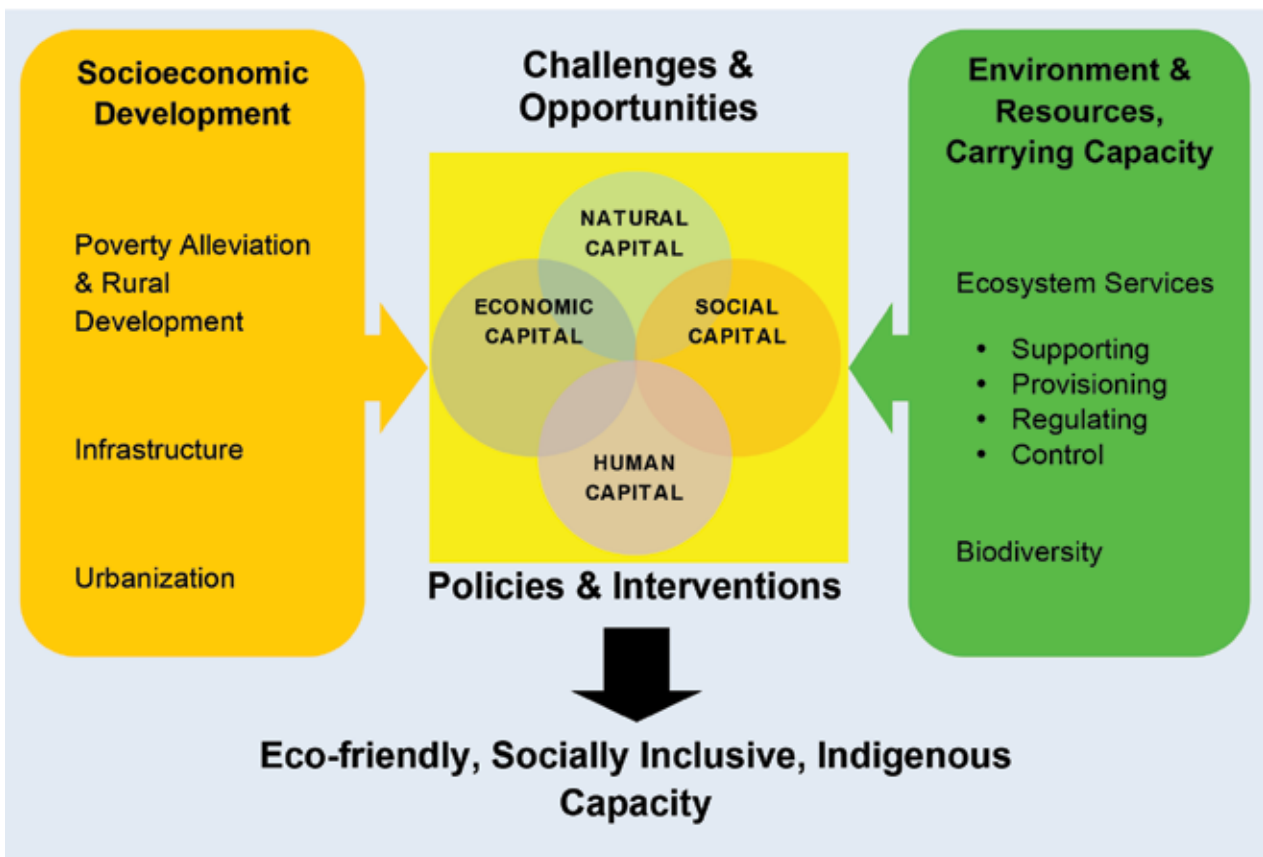 Socioeconomic
Development
Poverty Alleviation
& Rural
Development
Infrastructure
Urbanization
Challenges &
Opportunities
NATURAL
CAPITAL
ECONOMIC
CAPITAL
SOCIAL
CAPITAL
HUMAN
CAPITAL
Policies & Interventions
Environment &
Resources,
Carrying Capacity
Ecosystem Services
• Supporting
• Provisioning
• Regulating
• Control
Biodiversity
Eco-friendly, Socially Inclusive, Indigenous
Capacity